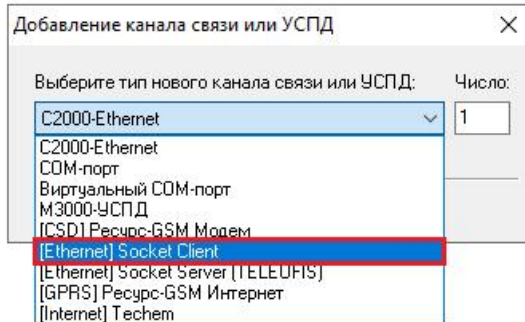 Добавление канала связи или УСПД
Выберите тип нового канала связи или УСПД: Число:
C2000-Ethernet 1
C2000-Ethernet
COM-порт
Виртуальный COM-порт
M3000-УСПД
[CSD] Ресурс-GSM Модем
[Ethernet] Socket Client
[Ethernet] Socket Server (TELEOFIS)
[GPRS] Ресурс-GSM Интернет
[Internet] Techem